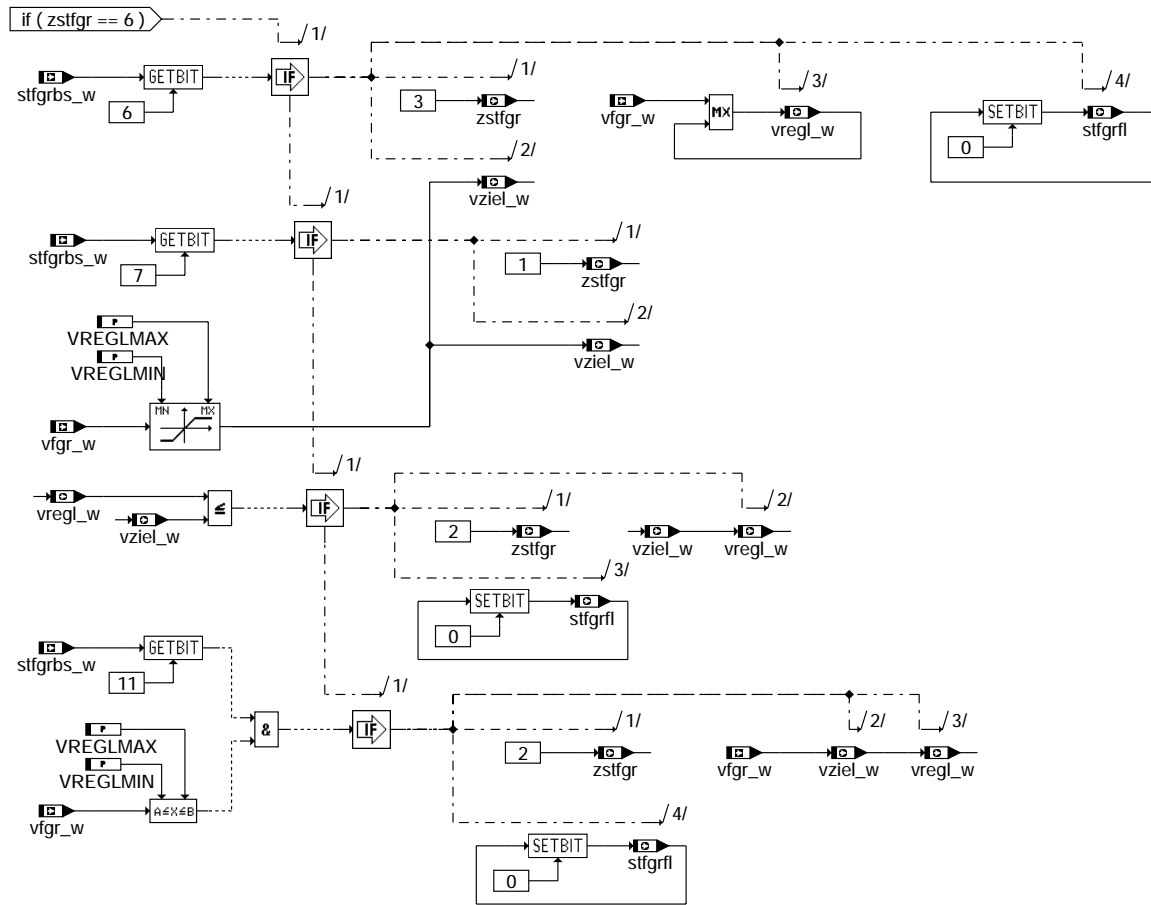 if ( zstfgr == 6 )
/1/
stfgrbs_w
GETBIT
6
IF
/1/
3
zstfgr
/2/
vziel_w
/3/
vfgr_w
MX
vregl_w
/4/
SETBIT
0
stfgrfl
/1/
stfgrbs_w
GETBIT
7
IF
/1/
1
zstfgr
/2/
vziel_w
P
VREGLMAX
P
VREGLMIN
MN MX
vfgr_w
/1/
vregl_w
vziel_w
≤
IF
/1/
2
zstfgr
/2/
vziel_w
vregl_w
/3/
SETBIT
0
stfgrfl
/1/
stfgrbs_w
GETBIT
11
&
IF
P
VREGLMAX
P
VREGLMIN
A≤X≤B
vfgr_w
/1/
2
zstfgr
/2/
/3/
vfgr_w
vziel_w
vregl_w
/4/
SETBIT
0
stfgrfl